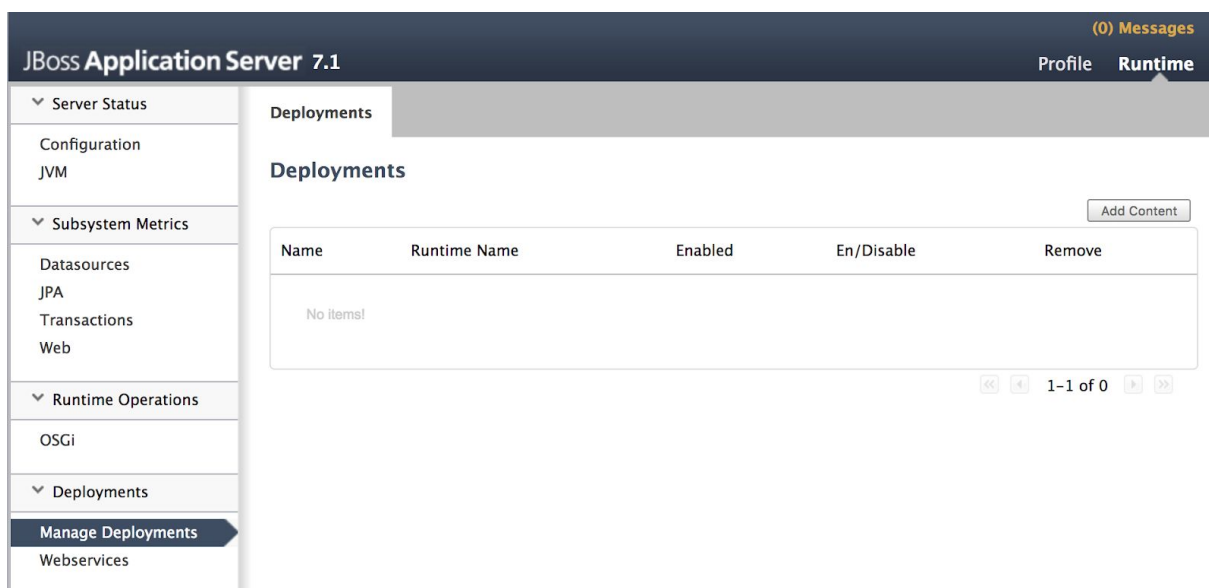 (0) Messages
JBoss Application Server 7.1
Profile Runtime
Server Status
Configuration
JVM
Subsystem Metrics
Datasources
JPA
Transactions
Web
Runtime Operations
OSGi
Deployments
Manage Deployments
Webservices
Deployments
Deployments
Add Content
Name Runtime Name Enabled En/Disable Remove
No items!
1-1 of 0